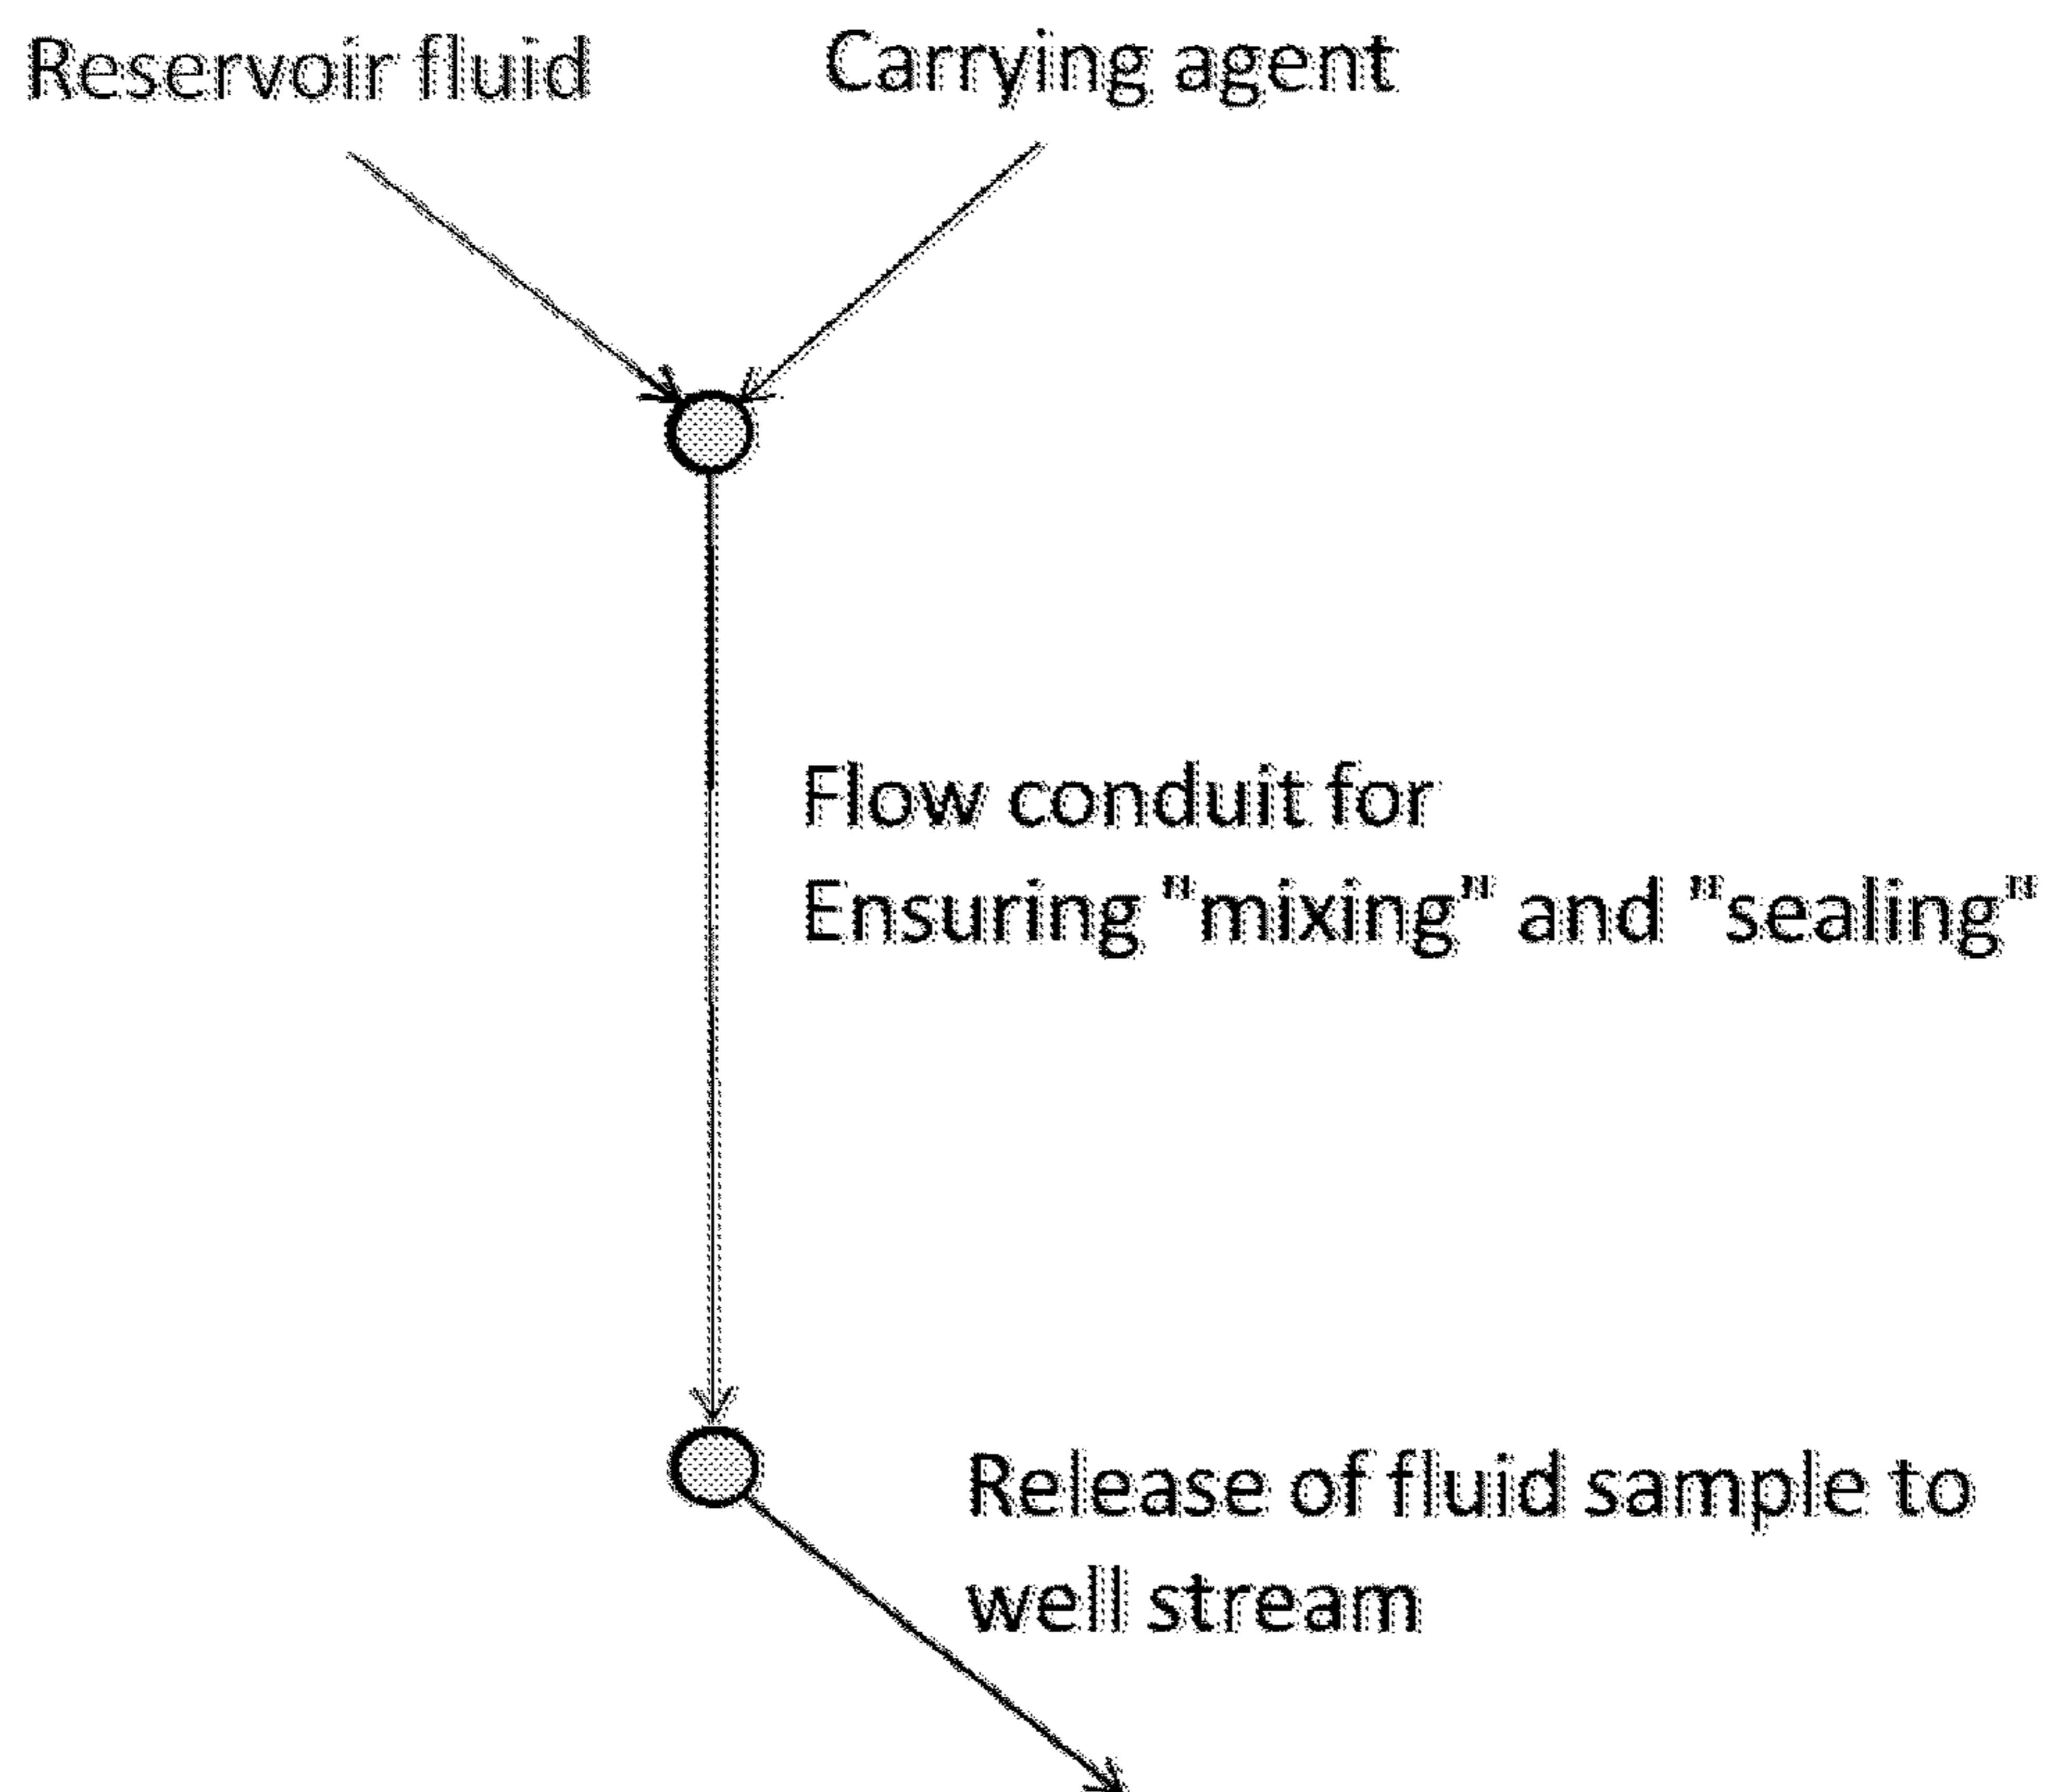 Reservoir fluid
Carrying agent
Flow conduit for
Ensuring "mixing" and "sealing"
Release of fluid sample to
well stream